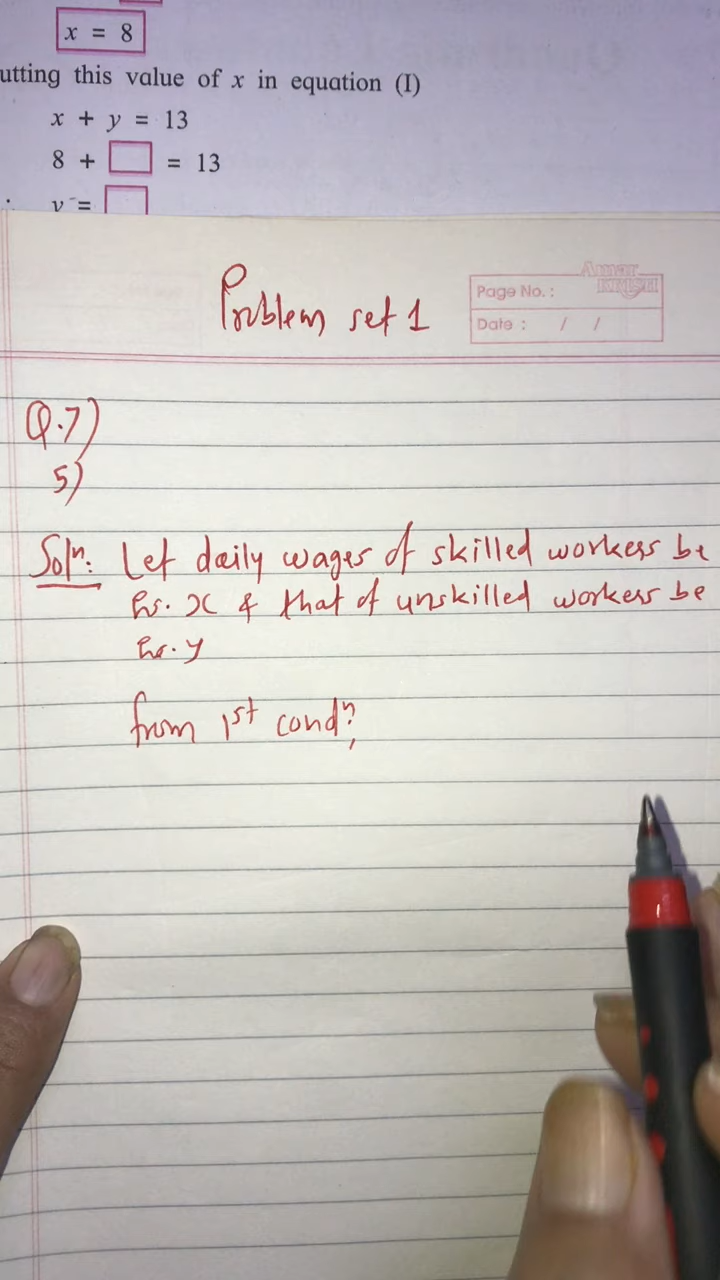 x = 8
utting this value of x in equation (I)
x + y = 13
8 + = 13
y =
Problem set 1
Page No. :
Date : / /
Q.7)
5)
Solⁿ: Let daily wages of skilled workers be
Rs. x & that of unskilled workers be
Rs. y
from 1st condⁿ,